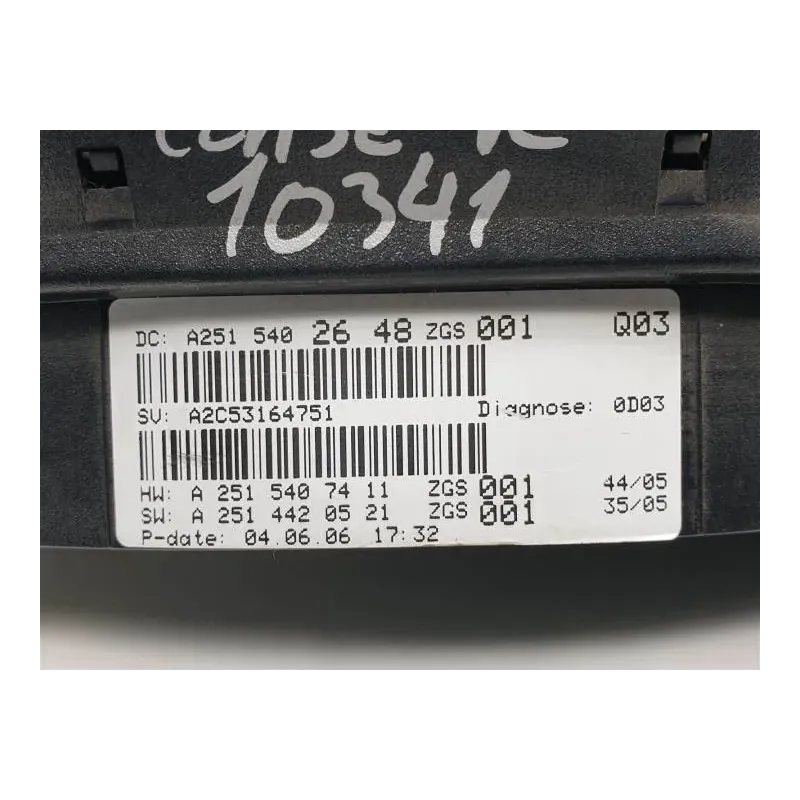 10341
DC: A251 540 26 48 ZGS 001 Q03
SV: A2C53164751 Diagnose: 0D03
HW: A 251 540 74 11 ZGS 001 44/05
SW: A 251 442 05 21 ZGS 001 35/05
P-date: 04.06.06 17:32